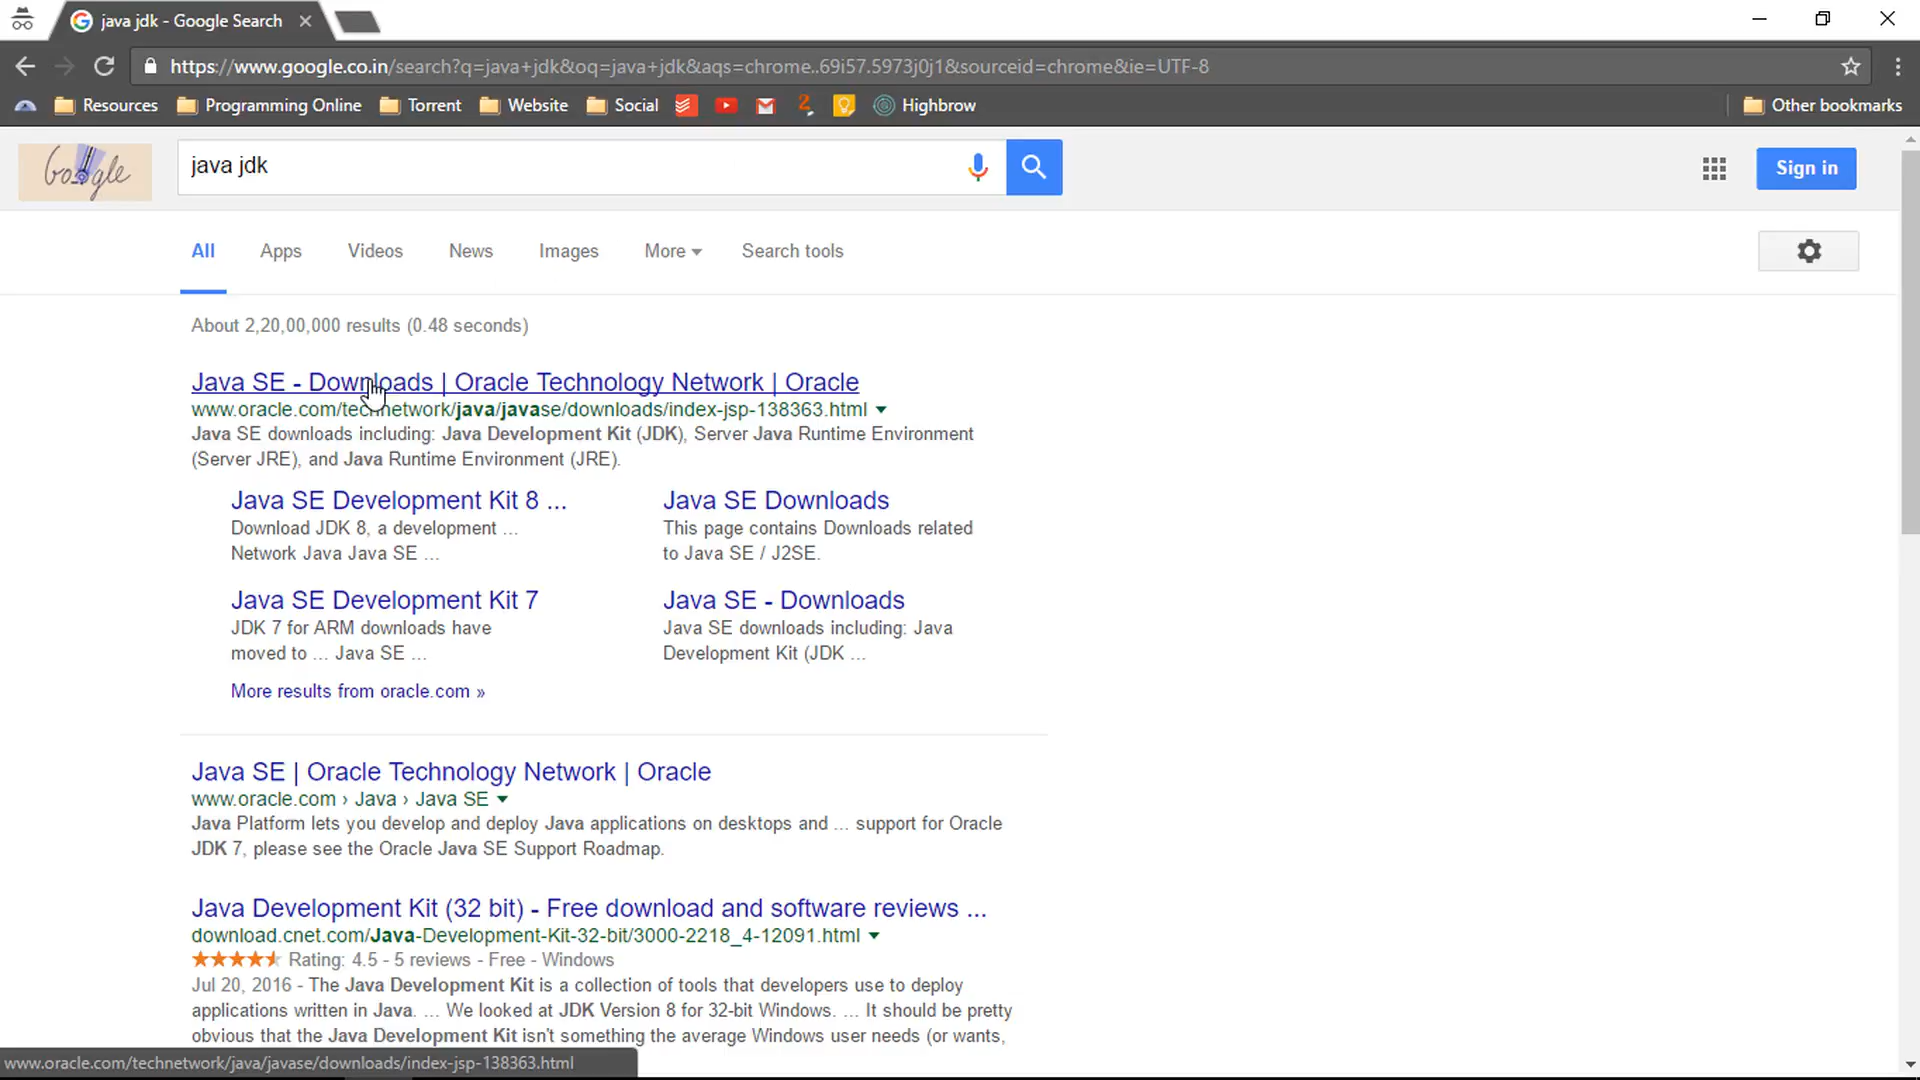 java jdk - Google Search
https://www.google.co.in/search?q=java+jdk&oq=java+jdk&aqs=chrome..69i57.5973j0j1&sourceid=chrome&ie=UTF-8
Resources Programming Online Torrent Website Social Highbrow Other bookmarks
Google java jdk Sign in
All Apps Videos News Images More Search tools
About 2,20,00,000 results (0.48 seconds)
Java SE - Downloads | Oracle Technology Network | Oracle
www.oracle.com/technetwork/java/javase/downloads/index-jsp-138363.html
Java SE downloads including: Java Development Kit (JDK), Server Java Runtime Environment
(Server JRE), and Java Runtime Environment (JRE).
Java SE Development Kit 8 ...
Download JDK 8, a development ...
Network Java Java SE ...
Java SE Downloads
This page contains Downloads related
to Java SE / J2SE.
Java SE Development Kit 7
JDK 7 for ARM downloads have
moved to ... Java SE ...
Java SE - Downloads
Java SE downloads including: Java
Development Kit (JDK ...
More results from oracle.com »
Java SE | Oracle Technology Network | Oracle
www.oracle.com › Java › Java SE
Java Platform lets you develop and deploy Java applications on desktops and ... support for Oracle
JDK 7, please see the Oracle Java SE Support Roadmap.
Java Development Kit (32 bit) - Free download and software reviews ...
download.cnet.com/Java-Development-Kit-32-bit/3000-2218_4-12091.html
Rating: 4.5 - 5 reviews - Free - Windows
Jul 20, 2016 - The Java Development Kit is a collection of tools that developers use to deploy
applications written in Java. ... We looked at JDK Version 8 for 32-bit Windows. ... It should be pretty
obvious that the Java Development Kit isn't something the average Windows user needs (or wants,
www.oracle.com/technetwork/java/javase/downloads/index-jsp-138363.html